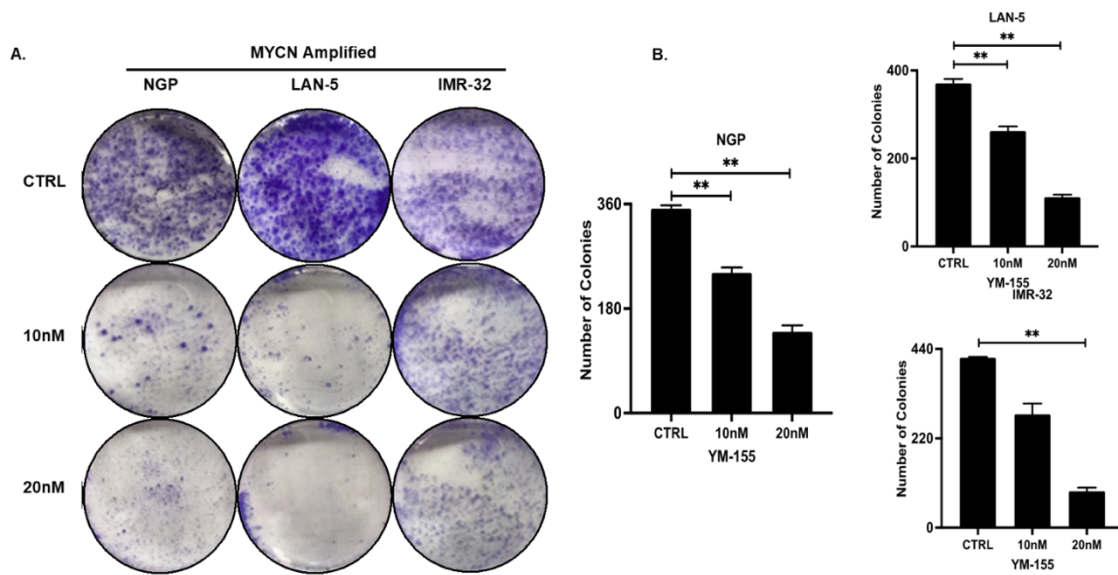 A.
MYCN Amplified
NGP LAN-5 IMR-32
CTRL
10nM
20nM
B.
NGP
**
**
360
180
0
Number of Colonies
CTRL 10nM 20nM
YM-155
LAN-5
**
**
400
200
0
Number of Colonies
CTRL 10nM 20nM
YM-155
IMR-32
**
440
220
0
Number of Colonies
CTRL 10nM 20nM
YM-155